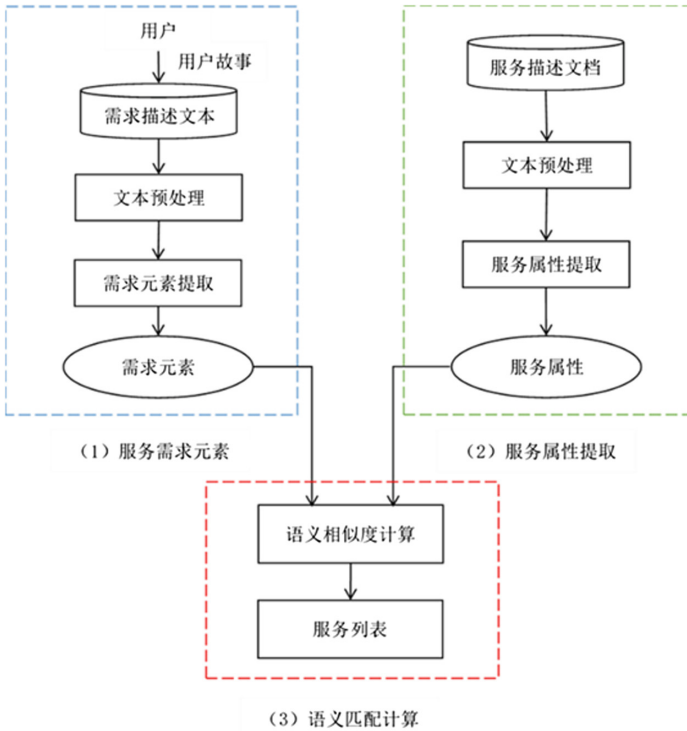 用户
用户故事
需求描述文本
文本预处理
需求元素提取
需求元素
(1) 服务需求元素
服务描述文档
文本预处理
服务属性提取
服务属性
(2) 服务属性提取
语义相似度计算
服务列表
(3) 语义匹配计算